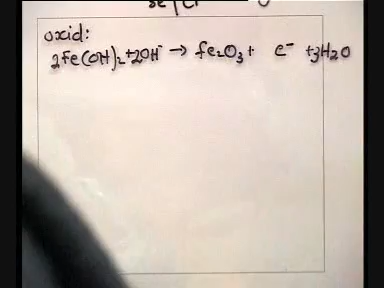 oxid:
2Fe(OH)₂+2OH⁻ → Fe₂O₃+ e⁻ +3H₂O